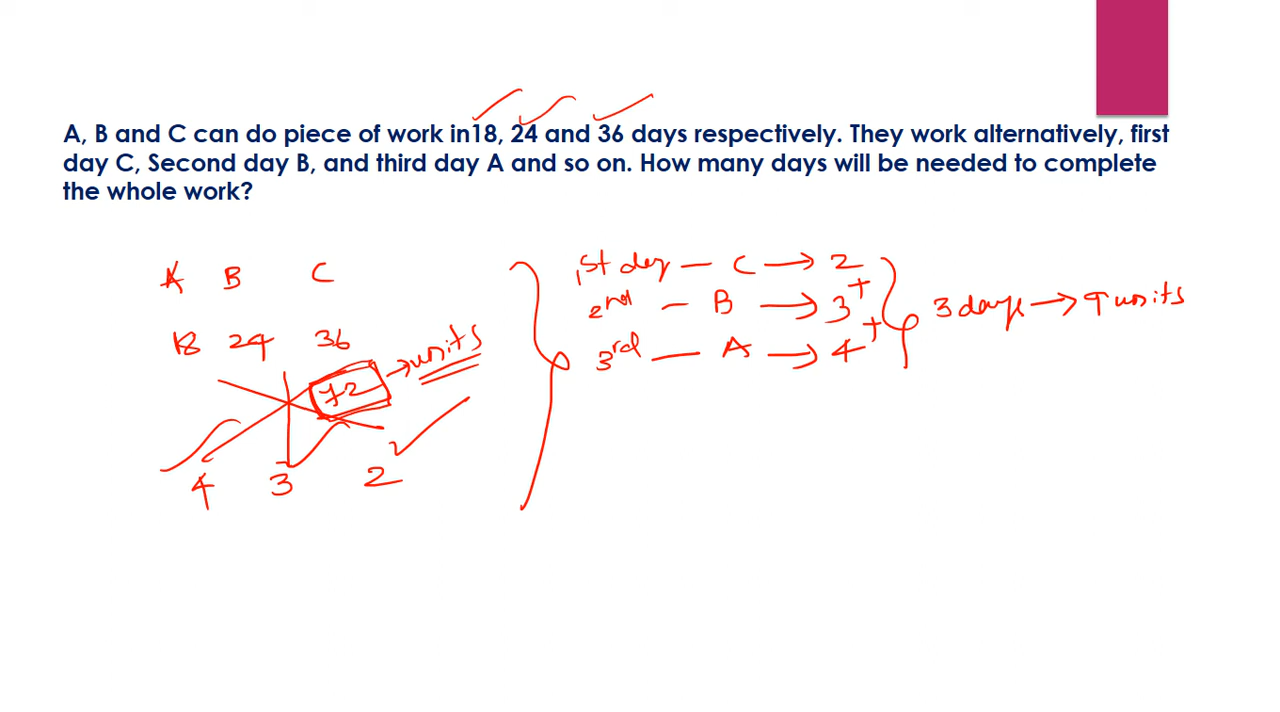 A, B and C can do piece of work in18, 24 and 36 days respectively. They work alternatively, first
day C, Second day B, and third day A and so on. How many days will be needed to complete
the whole work?
A B C
18 24 36
72 → units
4 3 2
1st day — C → 2
2nd — B → 3 +
3rd — A → 4 +
3 days → 9 units